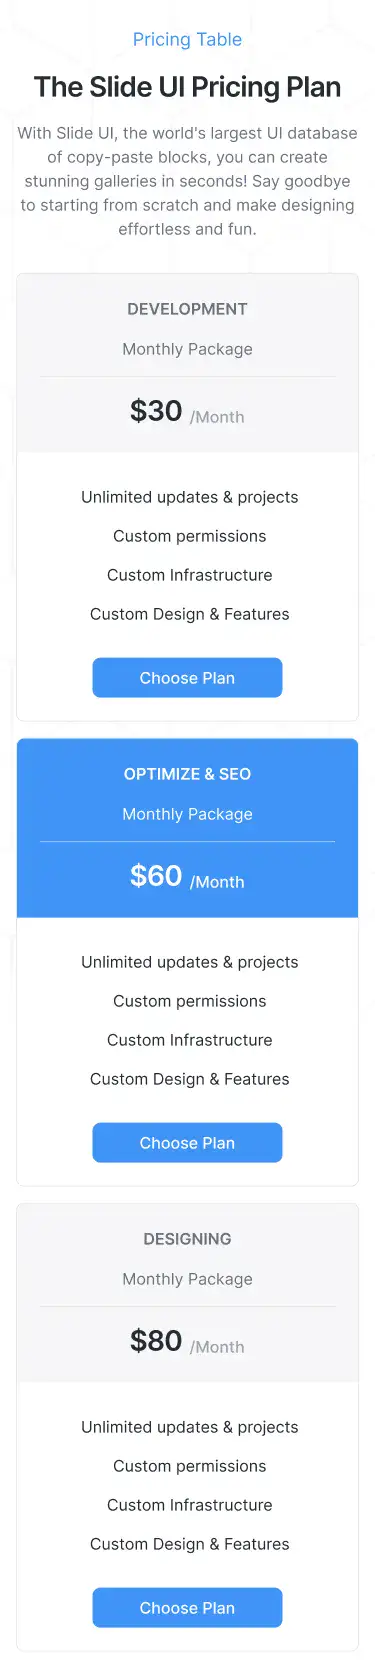 Pricing Table
The Slide UI Pricing Plan
With Slide UI, the world's largest UI database
of copy-paste blocks, you can create
stunning galleries in seconds! Say goodbye
to starting from scratch and make designing
effortless and fun.
DEVELOPMENT
Monthly Package
$30 /Month
Unlimited updates & projects
Custom permissions
Custom Infrastructure
Custom Design & Features
Choose Plan
OPTIMIZE & SEO
Monthly Package
$60 /Month
Unlimited updates & projects
Custom permissions
Custom Infrastructure
Custom Design & Features
Choose Plan
DESIGNING
Monthly Package
$80 /Month
Unlimited updates & projects
Custom permissions
Custom Infrastructure
Custom Design & Features
Choose Plan